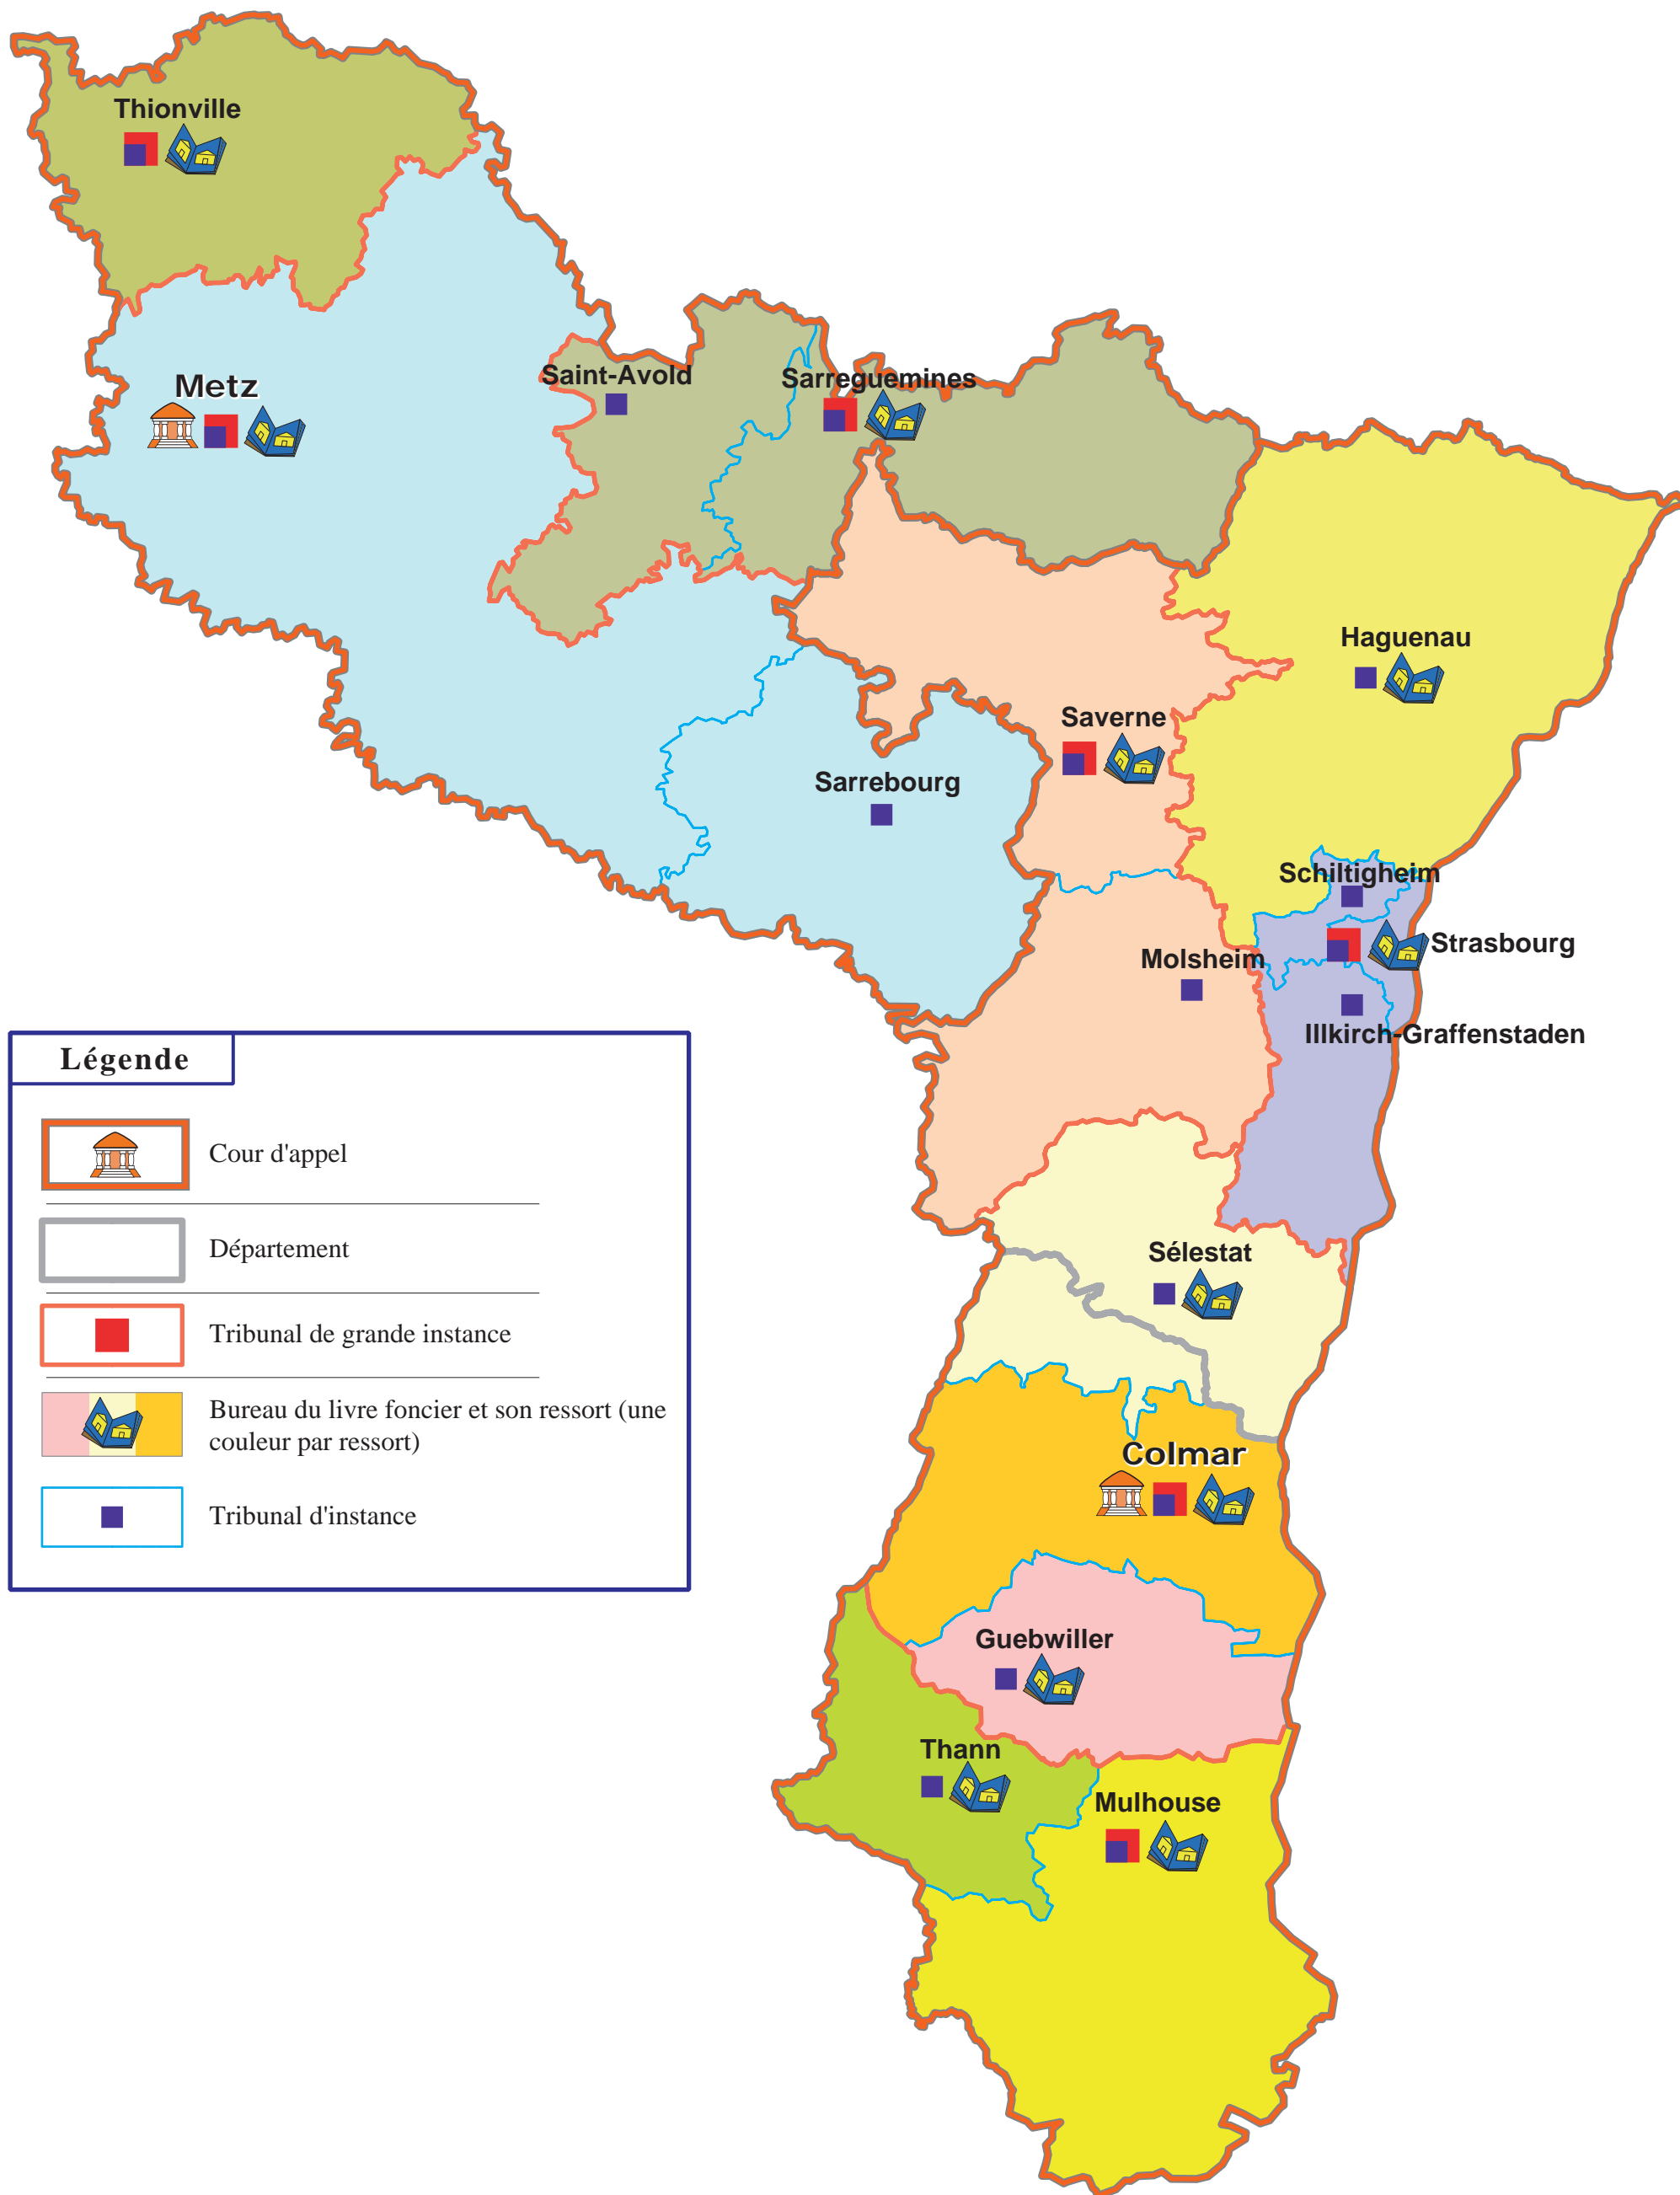 Thionville
Metz
Saint-Avold
Sarreguemines
Haguenau
Saverne
Sarrebourg
Schiltigheim
Strasbourg
Molsheim
Illkirch-Graffenstaden
Légende
Cour d'appel
Département
Tribunal de grande instance
Bureau du livre foncier et son ressort (une
couleur par ressort)
Tribunal d'instance
Sélestat
Colmar
Guebwiller
Thann
Mulhouse